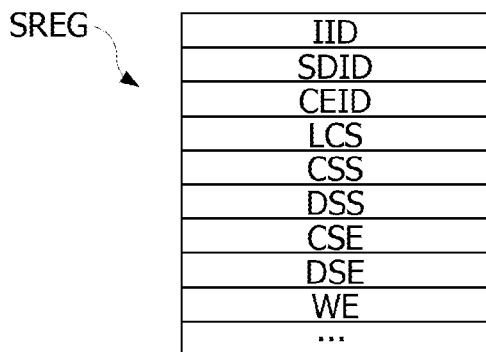 SREG
IID
SDID
CEID
LCS
CSS
DSS
CSE
DSE
WE
...